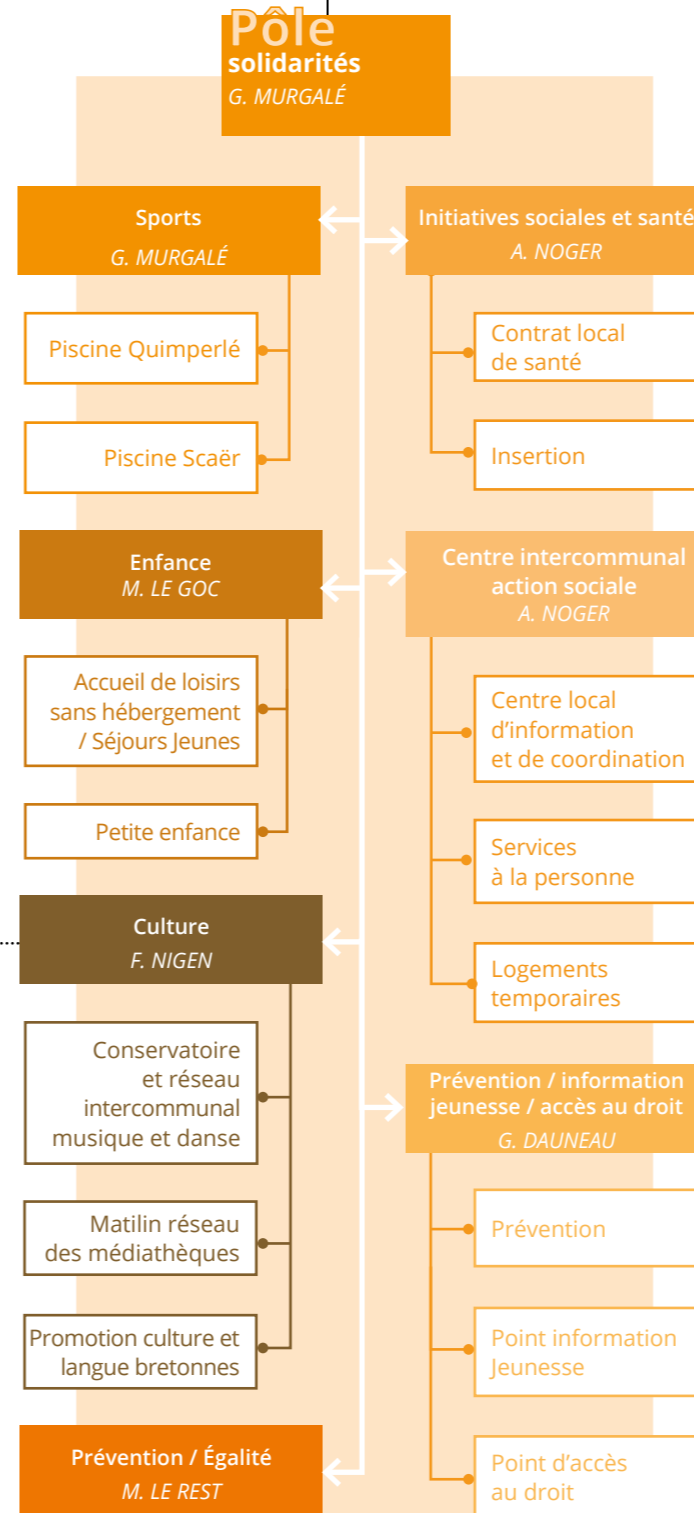 Pôle
solidarités
G. MURGALÉ
Sports
G. MURGALÉ
Piscine Quimperlé
Piscine Scaër
Enfance
M. LE GOC
Accueil de loisirs
sans hébergement
/ Séjours Jeunes
Petite enfance
Culture
F. NIGEN
Conservatoire
et réseau
intercommunal
musique et danse
Matilin réseau
des médiathèques
Promotion culture et
langue bretonnes
Prévention / Égalité
M. LE REST
Initiatives sociales et santé
A. NOGER
Contrat local
de santé
Insertion
Centre intercommunal
action sociale
A. NOGER
Centre local
d’information
et de coordination
Services
à la personne
Logements
temporaires
Prévention / information
jeunesse / accès au droit
G. DAUNEAU
Prévention
Point information
Jeunesse
Point d’accès
au droit